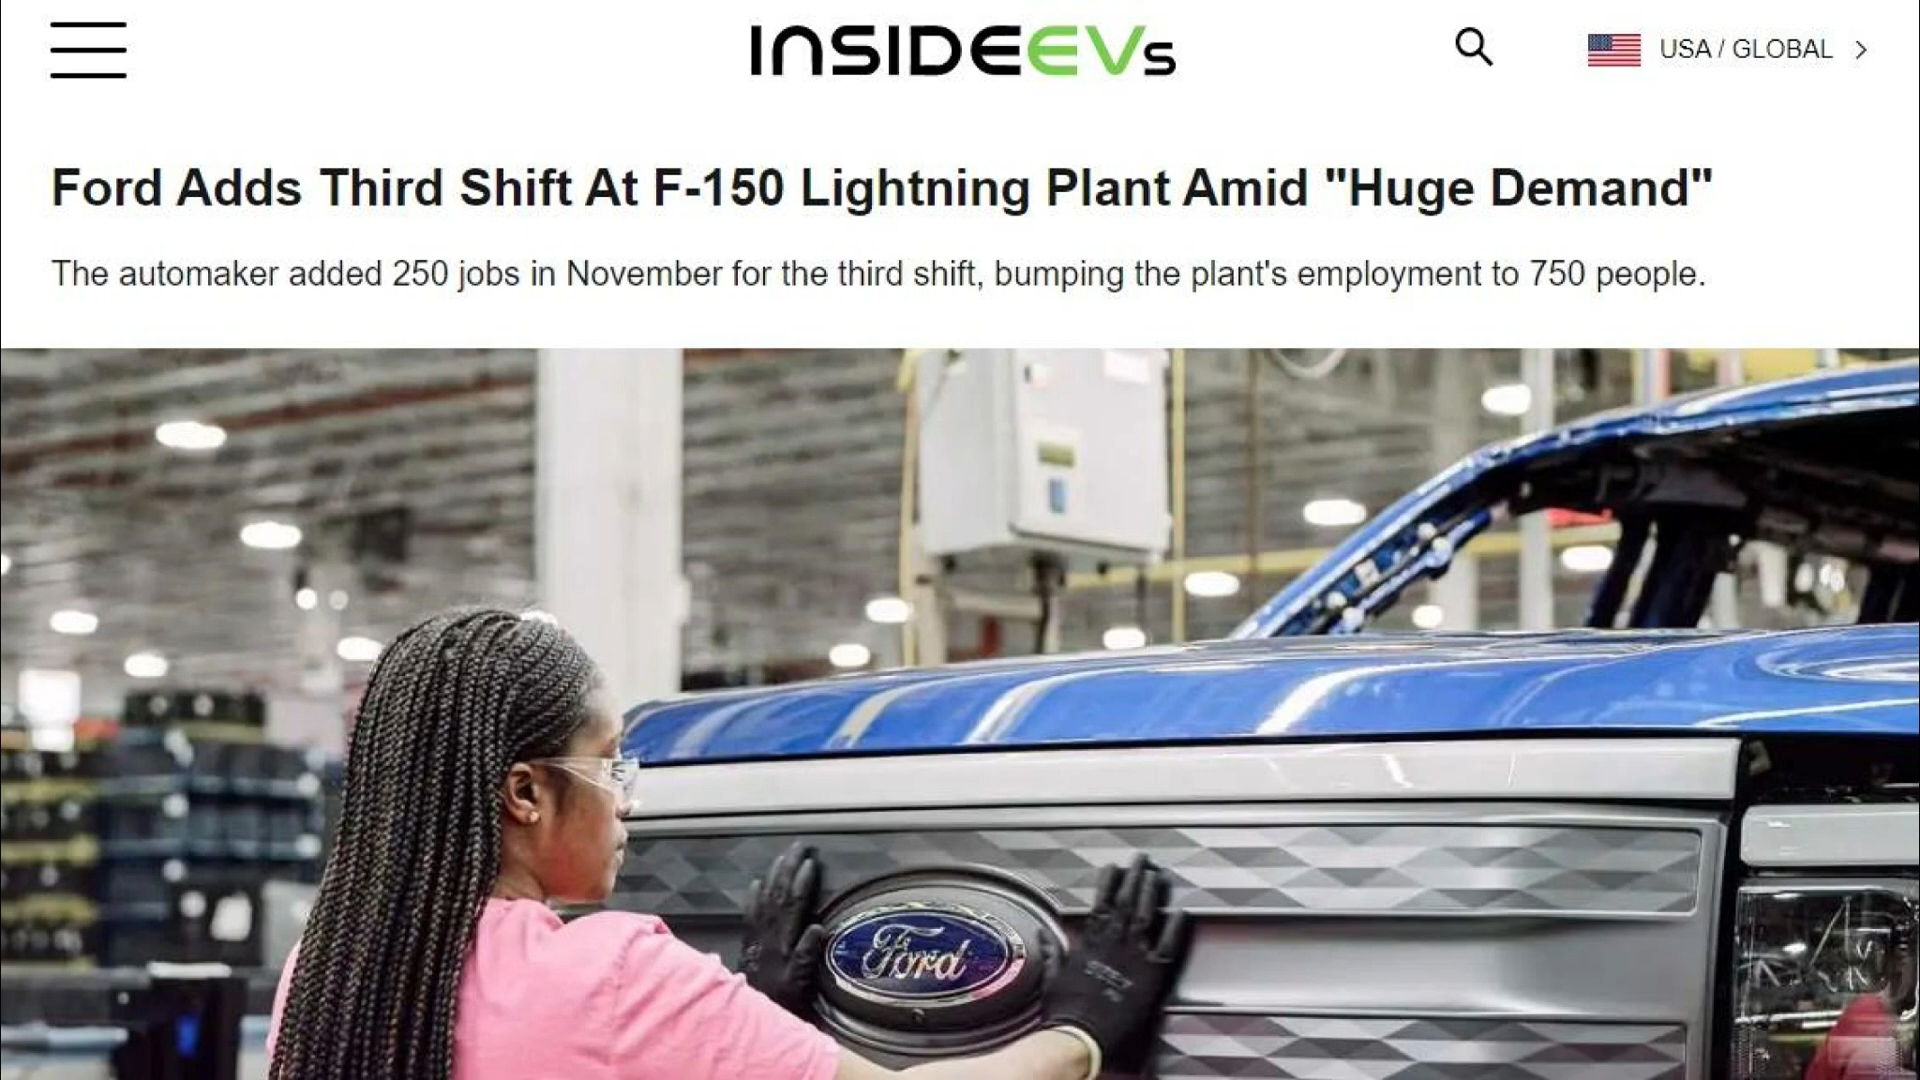 INSIDEEVs
USA / GLOBAL
Ford Adds Third Shift At F-150 Lightning Plant Amid "Huge Demand"
The automaker added 250 jobs in November for the third shift, bumping the plant's employment to 750 people.
Ford